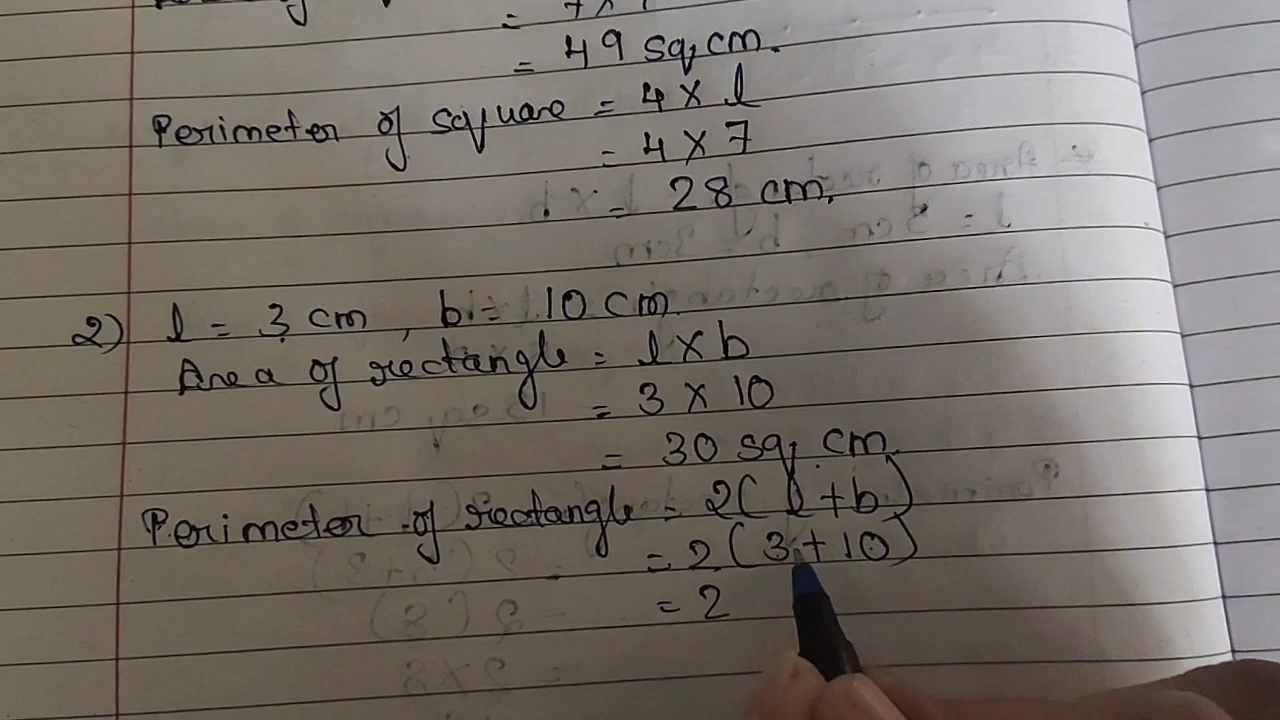 = 7 x
= 49 sq cm.
Perimeter of square = 4 x l
= 4 x 7
= 28 cm.
2) l = 3 cm, b = 10 cm
Area of rectangle = l x b
= 3 x 10
= 30 sq. cm.
Perimeter of rectangle = 2(l+b)
= 2(3+10)
= 2